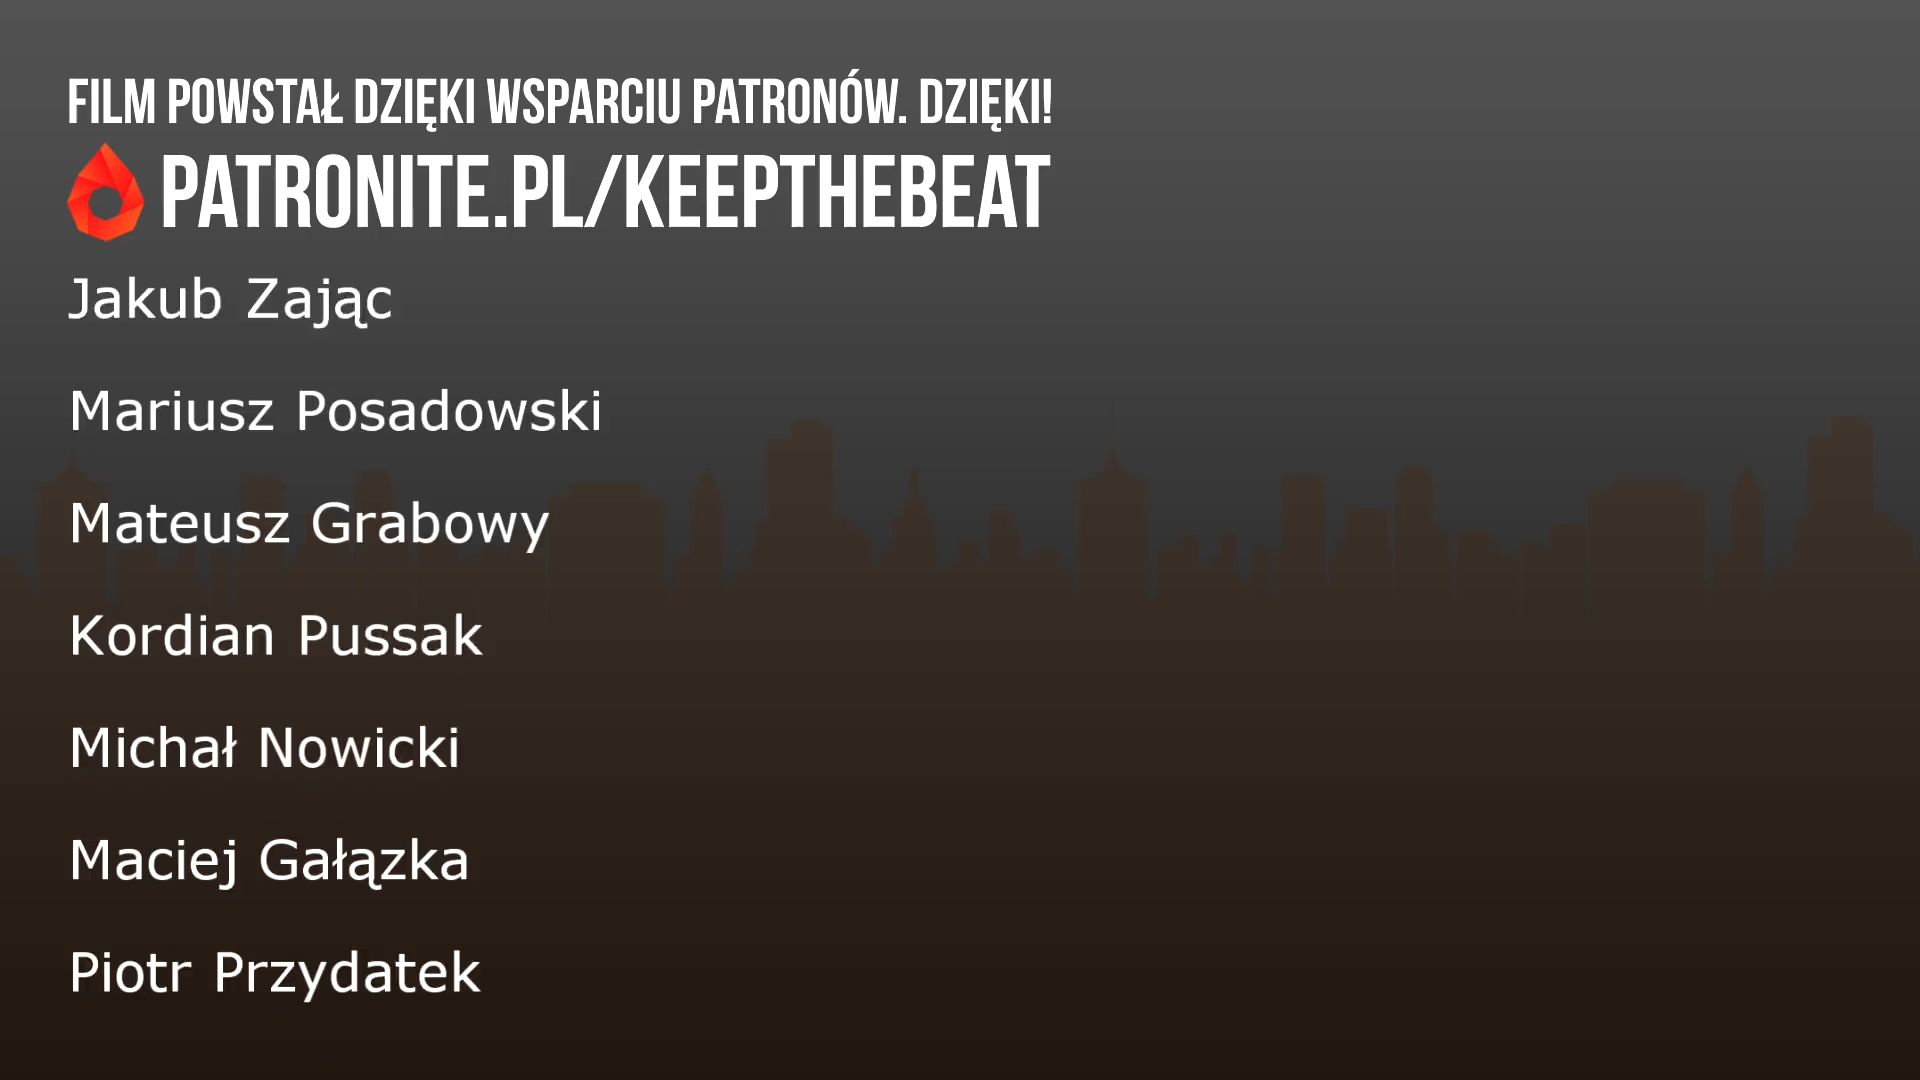 FILM POWSTAŁ DZIĘKI WSPARCIU PATRONÓW. DZIĘKI!
PATRONITE.PL/KEEPTHEBEAT
Jakub Zając
Mariusz Posadowski
Mateusz Grabowy
Kordian Pussak
Michał Nowicki
Maciej Gałązka
Piotr Przydatek